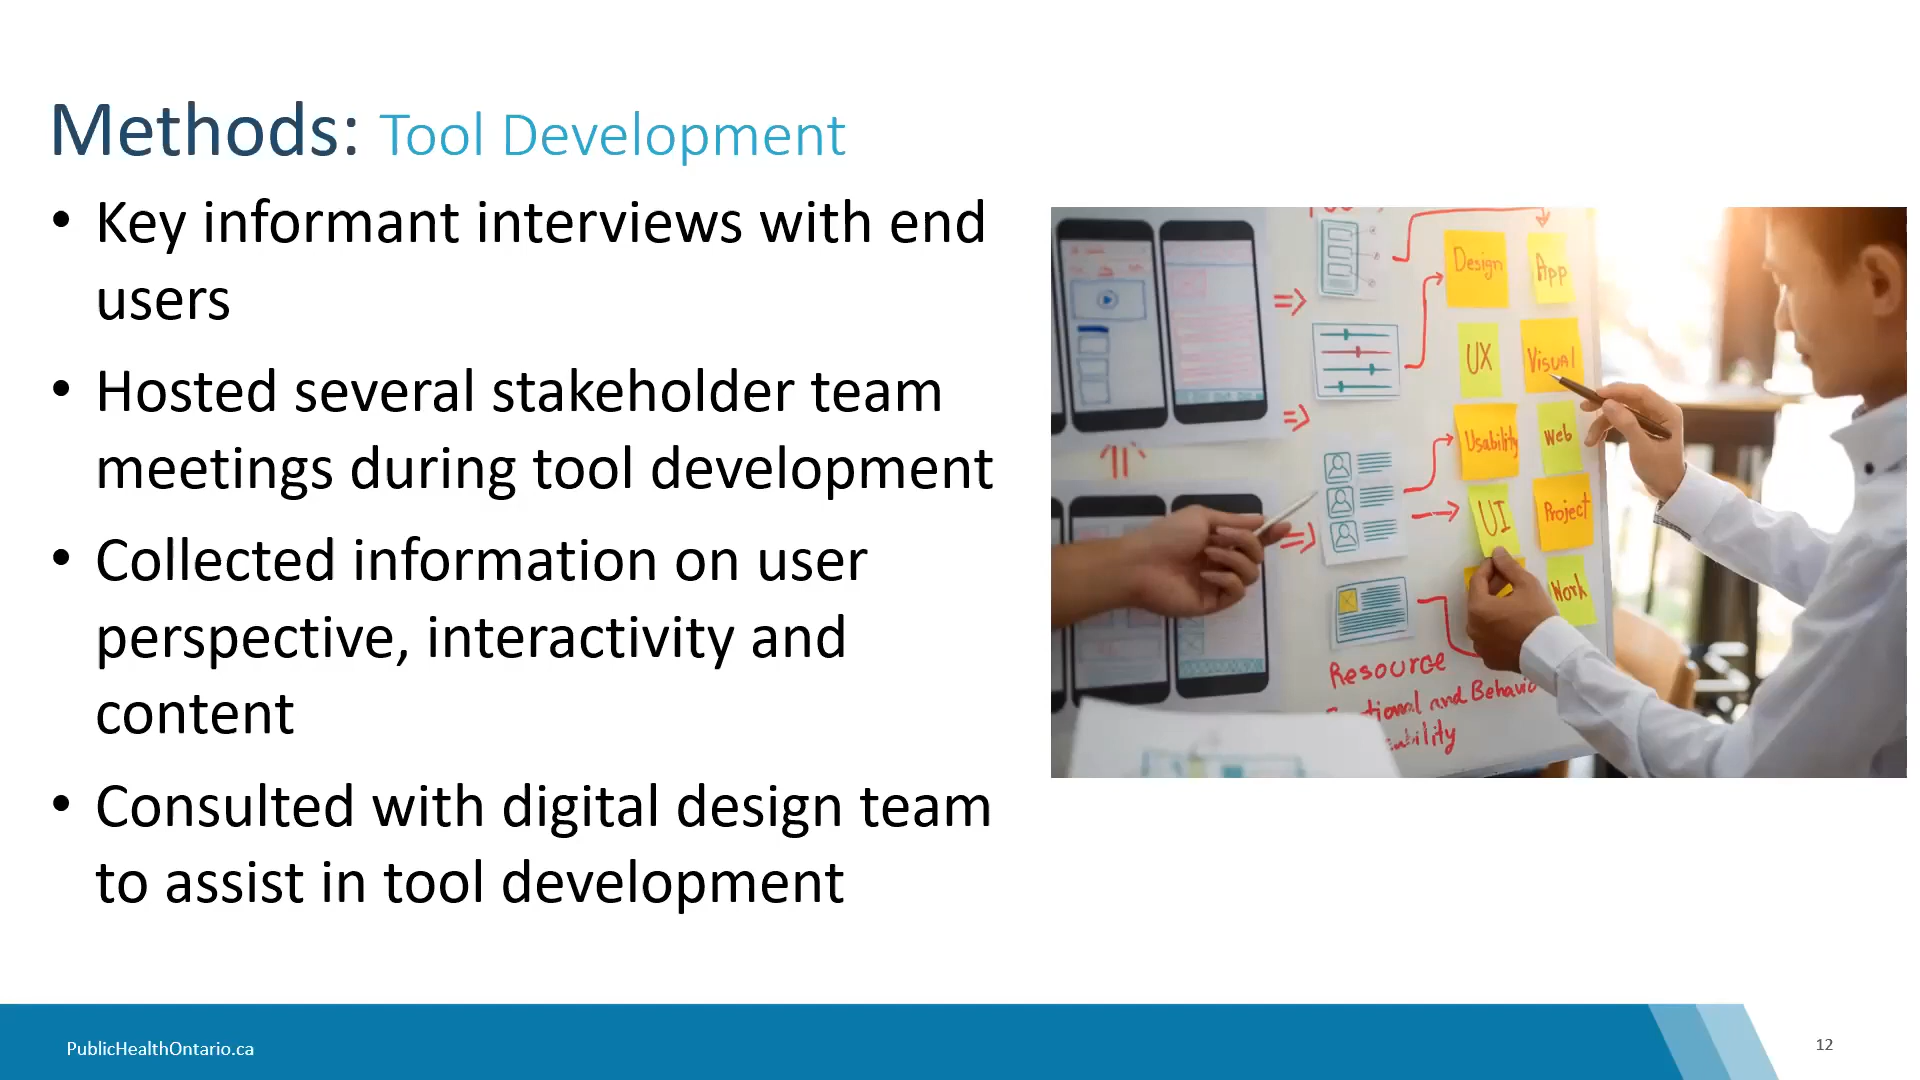 Methods: Tool Development
• Key informant interviews with end
users
• Hosted several stakeholder team
meetings during tool development
• Collected information on user
perspective, interactivity and
content
• Consulted with digital design team
to assist in tool development
Design
App
UX
Visual
Usability
Web
UI
Project
Work
Resource
and Behavio
PublicHealthOntario.ca
12